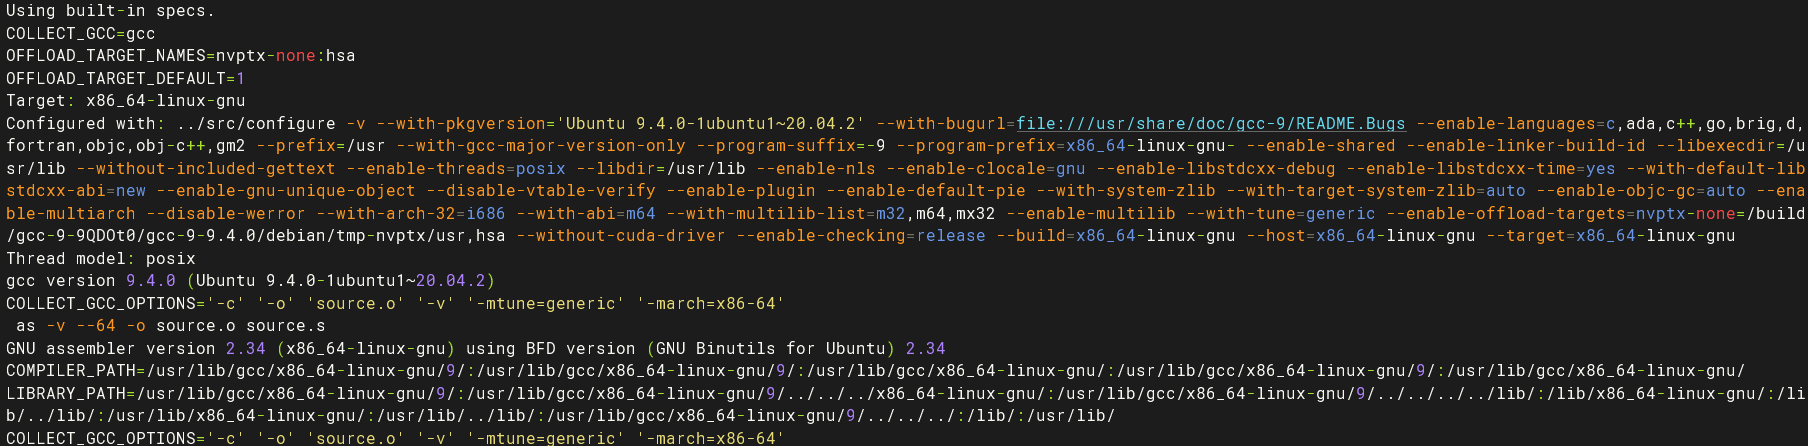 Using built-in specs.
COLLECT_GCC=gcc
OFFLOAD_TARGET_NAMES=nvptx-none:hsa
OFFLOAD_TARGET_DEFAULT=1
Target: x86_64-linux-gnu
Configured with: ../src/configure -v --with-pkgversion='Ubuntu 9.4.0-1ubuntu1~20.04.2' --with-bugurl=file:///usr/share/doc/gcc-9/README.Bugs --enable-languages=c,ada,c++,go,brig,d,
fortran,objc,obj-c++,gm2 --prefix=/usr --with-gcc-major-version-only --program-suffix=-9 --program-prefix=x86_64-linux-gnu- --enable-shared --enable-linker-build-id --libexecdir=/u
sr/lib --without-included-gettext --enable-threads=posix --libdir=/usr/lib --enable-nls --enable-clocale=gnu --enable-libstdcxx-debug --enable-libstdcxx-time=yes --with-default-lib
stdcxx-abi=new --enable-gnu-unique-object --disable-vtable-verify --enable-plugin --enable-default-pie --with-system-zlib --with-target-system-zlib=auto --enable-objc-gc=auto --ena
ble-multiarch --disable-werror --with-arch-32=i686 --with-abi=m64 --with-multilib-list=m32,m64,mx32 --enable-multilib --with-tune=generic --enable-offload-targets=nvptx-none=/build
/gcc-9-9QDOt0/gcc-9-9.4.0/debian/tmp-nvptx/usr,hsa --without-cuda-driver --enable-checking=release --build=x86_64-linux-gnu --host=x86_64-linux-gnu --target=x86_64-linux-gnu
Thread model: posix
gcc version 9.4.0 (Ubuntu 9.4.0-1ubuntu1~20.04.2)
COLLECT_GCC_OPTIONS='-c' '-o' 'source.o' '-v' '-mtune=generic' '-march=x86-64'
 as -v --64 -o source.o source.s
GNU assembler version 2.34 (x86_64-linux-gnu) using BFD version (GNU Binutils for Ubuntu) 2.34
COMPILER_PATH=/usr/lib/gcc/x86_64-linux-gnu/9/:/usr/lib/gcc/x86_64-linux-gnu/9/:/usr/lib/gcc/x86_64-linux-gnu/:/usr/lib/gcc/x86_64-linux-gnu/9/:/usr/lib/gcc/x86_64-linux-gnu/
LIBRARY_PATH=/usr/lib/gcc/x86_64-linux-gnu/9/:/usr/lib/gcc/x86_64-linux-gnu/9/../../../x86_64-linux-gnu/:/usr/lib/gcc/x86_64-linux-gnu/9/../../../../lib/:/lib/x86_64-linux-gnu/:/li
b/../lib/:/usr/lib/x86_64-linux-gnu/:/usr/lib/../lib/:/usr/lib/gcc/x86_64-linux-gnu/9/../../../:/lib/:/usr/lib/
COLLECT_GCC_OPTIONS='-c' '-o' 'source.o' '-v' '-mtune=generic' '-march=x86-64'